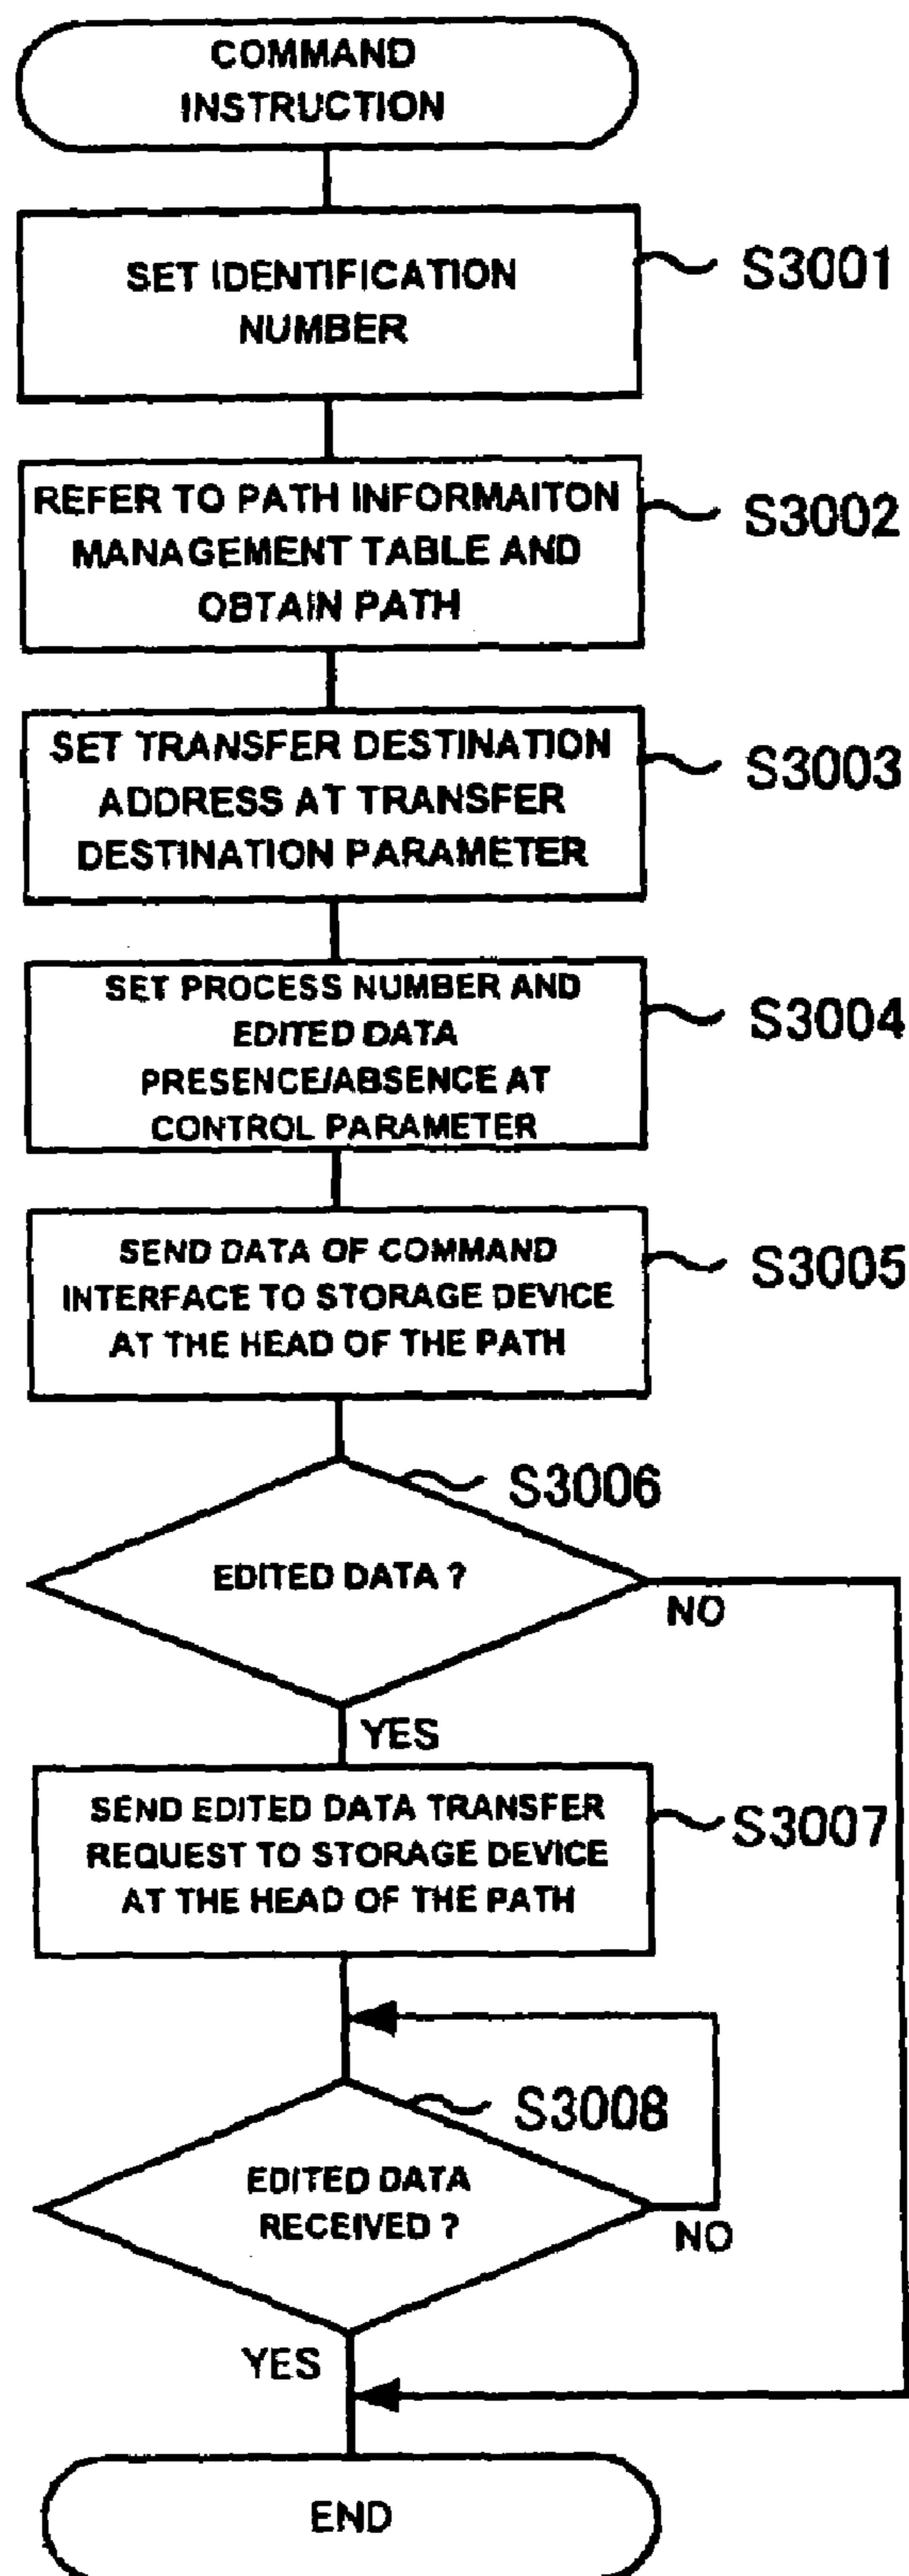 COMMAND
INSTRUCTION
SET IDENTIFICATION
NUMBER
S3001
REFER TO PATH INFORMAITON
MANAGEMENT TABLE AND
OBTAIN PATH
S3002
SET TRANSFER DESTINATION
ADDRESS AT TRANSFER
DESTINATION PARAMETER
S3003
SET PROCESS NUMBER AND
EDITED DATA
PRESENCE/ABSENCE AT
CONTROL PARAMETER
S3004
SEND DATA OF COMMAND
INTERFACE TO STORAGE DEVICE
AT THE HEAD OF THE PATH
S3005
S3006
EDITED DATA ?
NO
YES
SEND EDITED DATA TRANSFER
REQUEST TO STORAGE DEVICE
AT THE HEAD OF THE PATH
S3007
S3008
EDITED DATA
RECEIVED ?
NO
YES
END